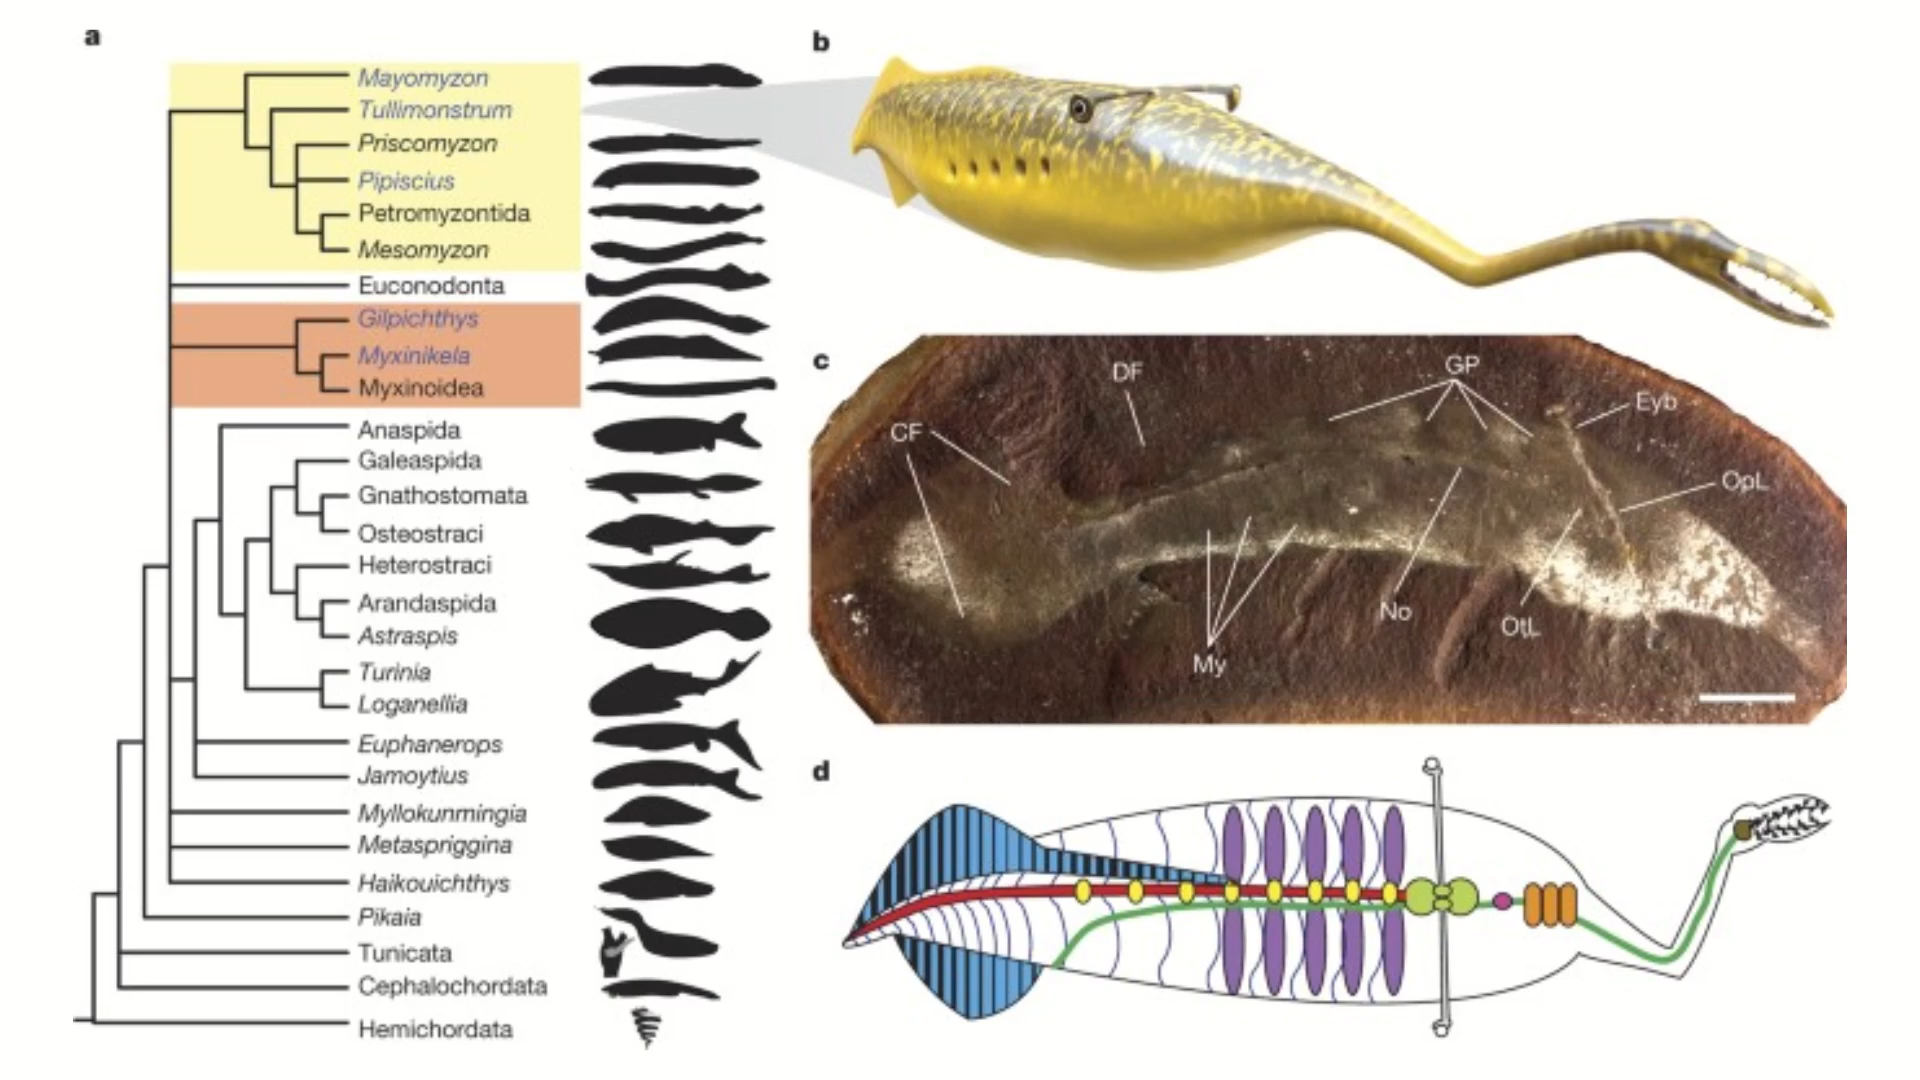 a
Mayomyzon
Tullimonstrum
Priscomyzon
Pipiscius
Petromyzontida
Mesomyzon
Euconodonta
Gilpichthys
Myxinikela
Myxinoidea
Anaspida
Galeaspida
Gnathostomata
Osteostraci
Heterostraci
Arandaspida
Astraspis
Turinia
Loganellia
Euphanerops
Jamoytius
Myllokunmingia
Metaspriggina
Haikouichthys
Pikaia
Tunicata
Cephalochordata
Hemichordata
b
c
DF
GP
Eyb
CF
OpL
No
OtL
My
d